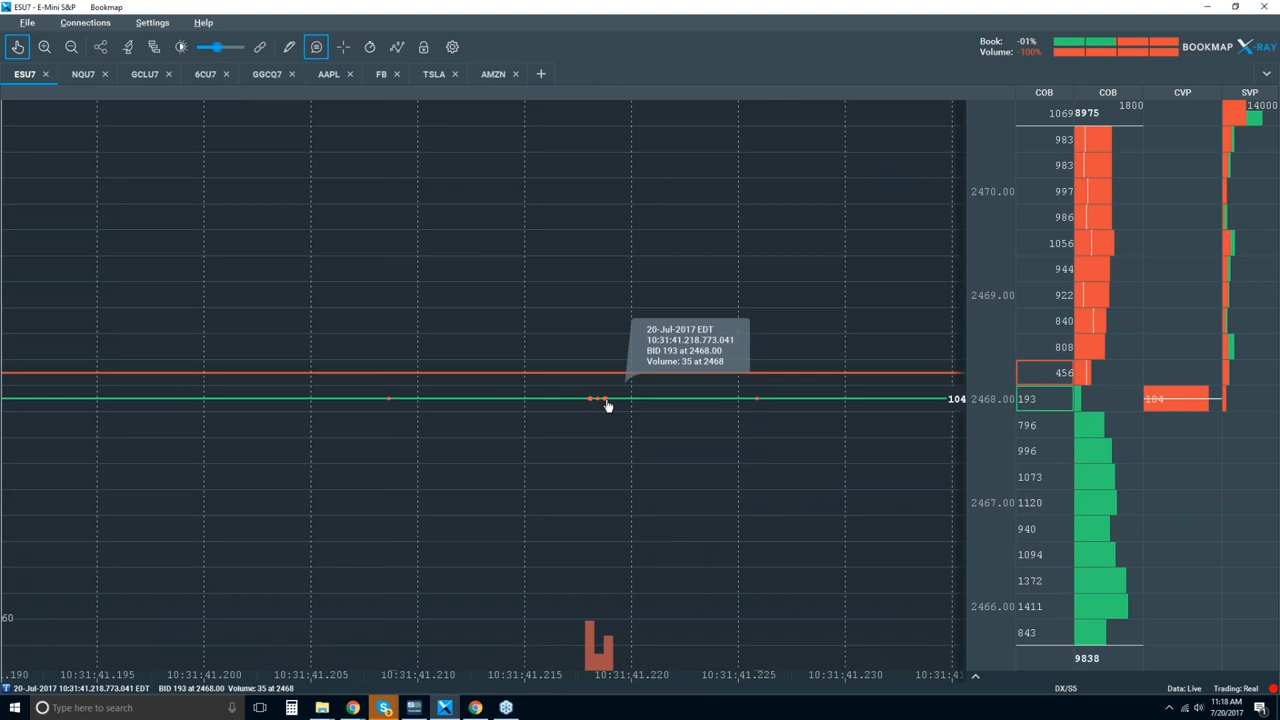 ESU7 - E-Mini S&P Bookmap
File Connections Settings Help
Book: -01%
Volume: -100%
BOOKMAP X-RAY
ESU7 NQU7 GCLU7 6CU7 GGCQ7 AAPL FB TSLA AMZN
COB COB CVP SVP
1069 8975 1800 14000
983
983
2470.00 997
986
1056
944
2469.00 922
840
808
456
104 2468.00 193 104
796
996
1073
2467.00 1120
940
1094
1372
2466.00 1411
843
9838
20-Jul-2017 EDT
10:31:41.218.773.041
BID 193 at 2468.00
Volume: 35 at 2468
60
.190 10:31:41.195 10:31:41.200 10:31:41.205 10:31:41.210 10:31:41.215 10:31:41.220 10:31:41.225 10:31:41.230 10:31:41
20-Jul-2017 10:31:41.218.773.041 EDT BID 193 at 2468.00 Volume: 35 at 2468 DX/S5 Data: Live Trading: Real
Type here to search
11:18 AM
7/20/2017